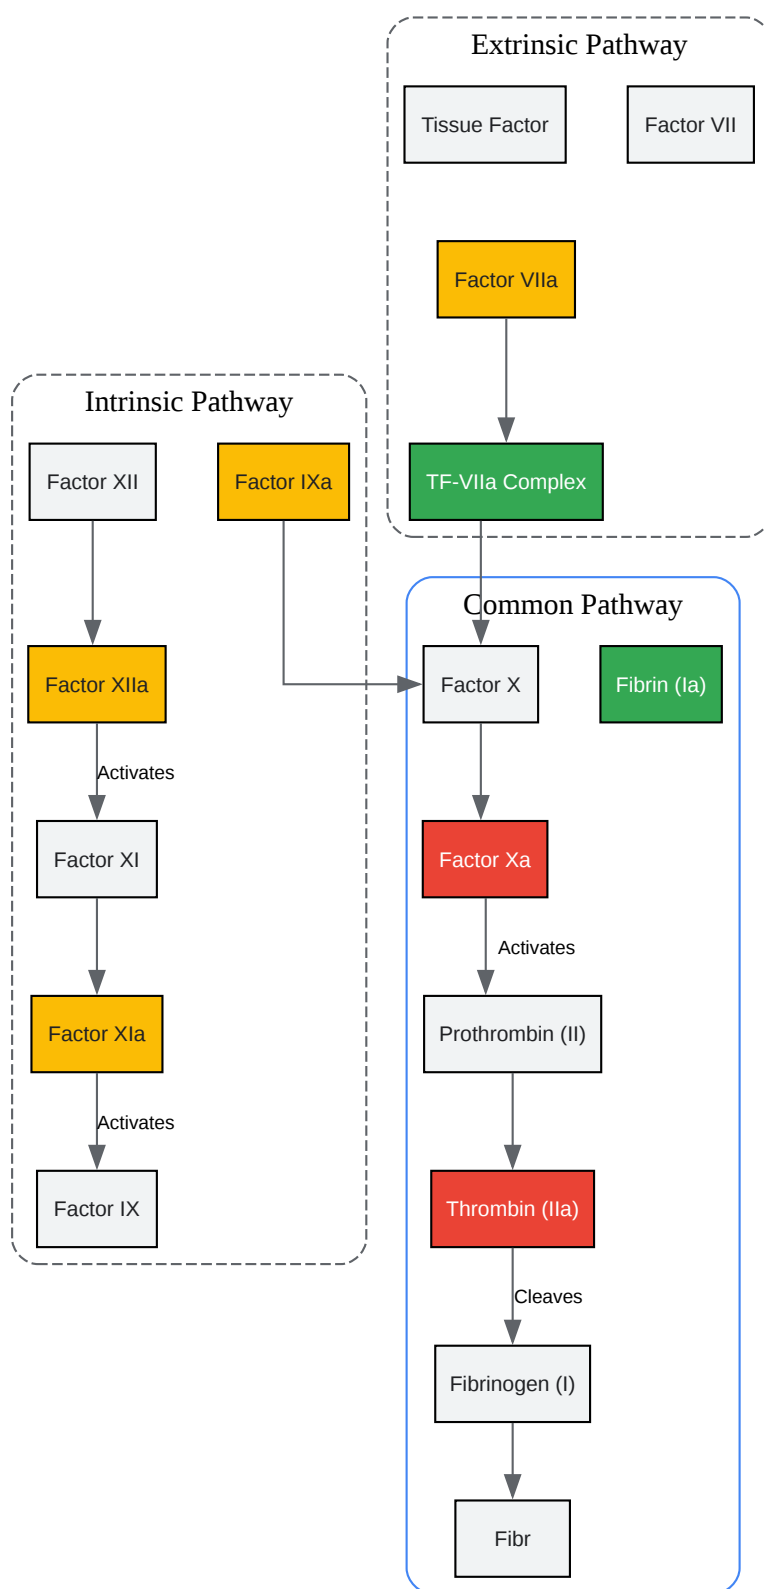 Extrinsic Pathway
Tissue Factor
Factor VII
Factor VIIa
TF-VIIa Complex
Intrinsic Pathway
Factor XII
Factor IXa
Factor XIIa
Activates
Factor XI
Factor XIa
Activates
Factor IX
Common Pathway
Factor X
Fibrin (Ia)
Factor Xa
Activates
Prothrombin (II)
Thrombin (IIa)
Cleaves
Fibrinogen (I)
Fibr